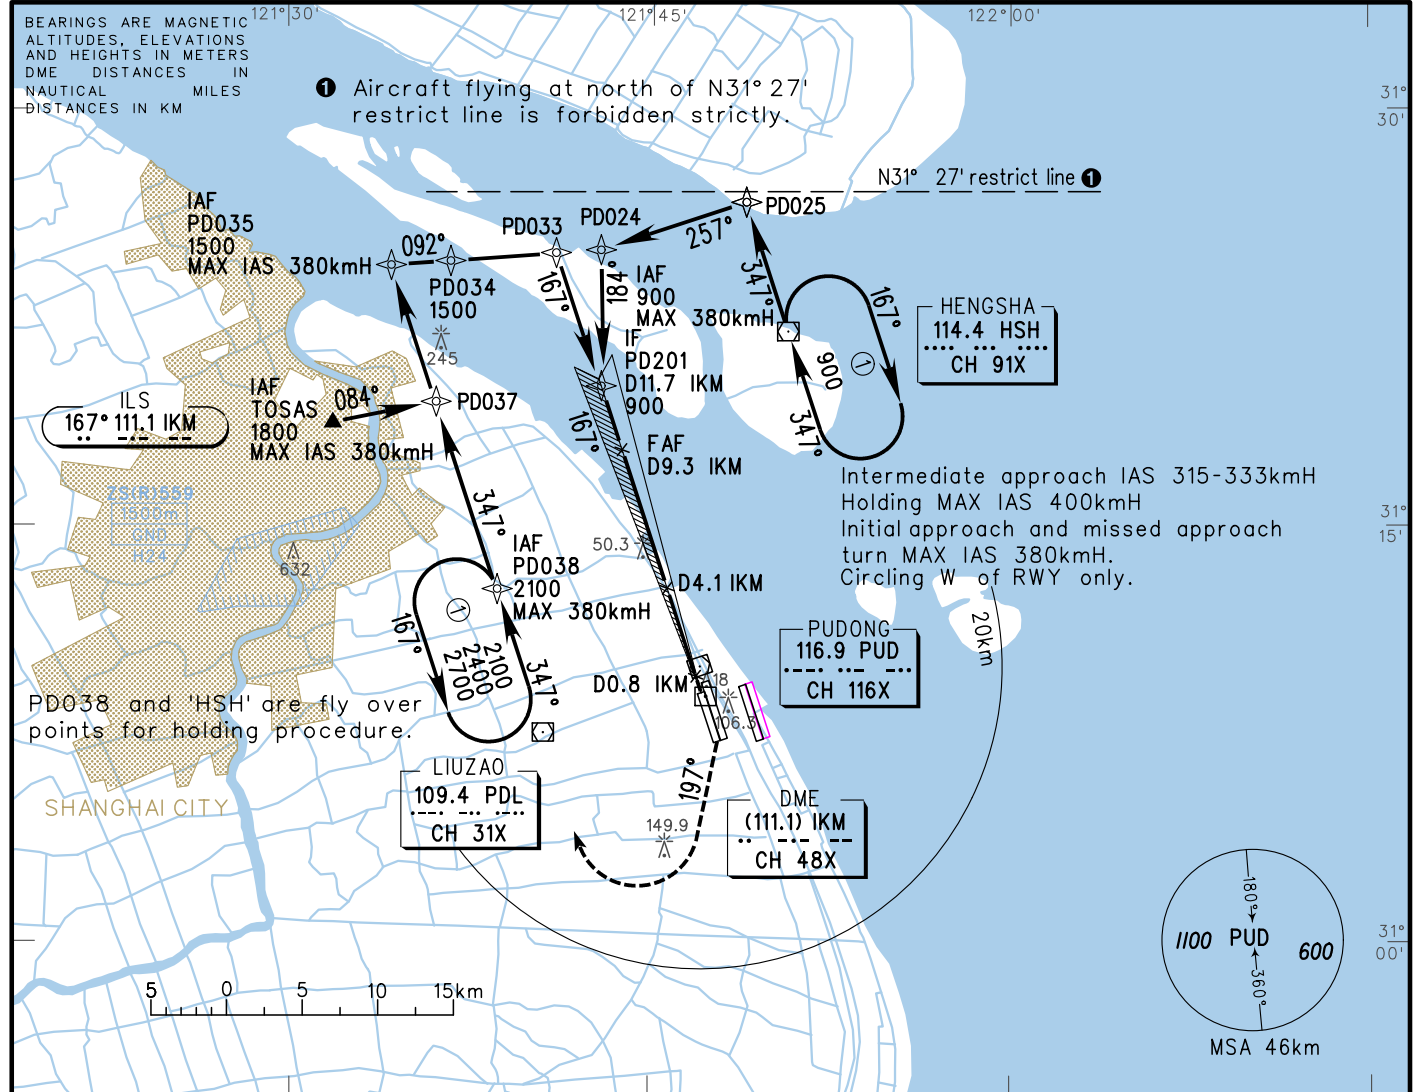 BEARINGS ARE MAGNETIC
ALTITUDES, ELEVATIONS
AND HEIGHTS IN METERS
DME DISTANCES IN
NAUTICAL MILES
DISTANCES IN KM
121°30'
121°45'
122°00'
❶ Aircraft flying at north of N31°27'
restrict line is forbidden strictly.
31°
30'
N31° 27' restrict line ❶
IAF
PD035
1500
MAX IAS 380kmH
092°
PD034
1500
PD033
PD024
257°
PD025
167°
184°
IAF
900
MAX 380kmH
347°
167°
HENGSHA
114.4 HSH
CH 91X
245
IF
PD201
D11.7 IKM
900
900
1
347°
ILS
167° 111.1 IKM
IAF
TOSAS
1800
MAX IAS 380kmH
084°
PD037
167°
FAF
D9.3 IKM
Intermediate approach IAS 315-333kmH
Holding MAX IAS 400kmH
Initial approach and missed approach
turn MAX IAS 380kmH.
Circling W of RWY only.
ZS(R)559
1500m
GND
H24
632
347°
31°
15'
50.3
IAF
PD038
2100
MAX 380kmH
D4.1 IKM
1
167°
2100
2400
2700
347°
20km
PUDONG
116.9 PUD
CH 116X
D0.8 IKM
18
106.3
PD038 and 'HSH' are fly over
points for holding procedure.
LIUZAO
109.4 PDL
CH 31X
197°
DME
(111.1) IKM
CH 48X
149.9
SHANGHAI CITY
180°
1100 PUD 600
360°
MSA 46km
31°
00'
5 0 5 10 15km